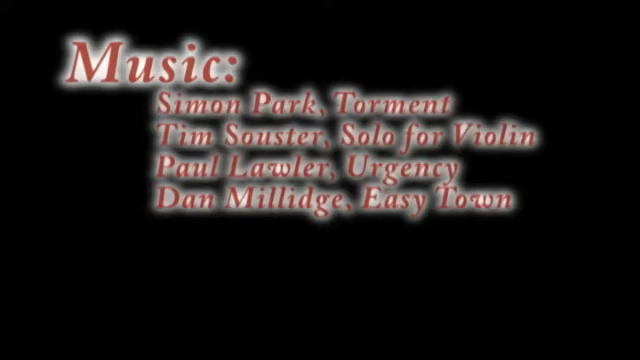 Music:
Simon Park, Torment
Tim Souster, Solo for Violin
Paul Lawler, Urgency
Dan Millidge, Easy Town